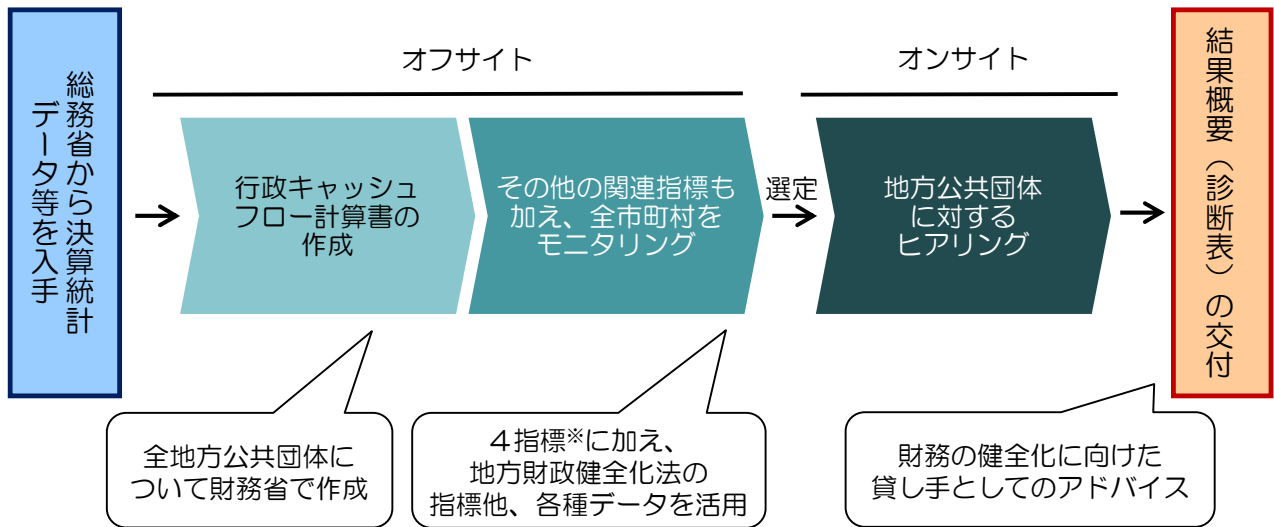 総務省から決算統計
データ等を入手
オフサイト
行政キャッシュ
フロー計算書の
作成
その他の関連指標も
加え、全市町村を
モニタリング
選定
オンサイト
地方公共団体
に対する
ヒアリング
結果概要（診断表）の交付
全地方公共団体に
ついて財務省で作成
４指標※に加え、
地方財政健全化法の
指標他、各種データを活用
財務の健全化に向けた
貸し手としてのアドバイス